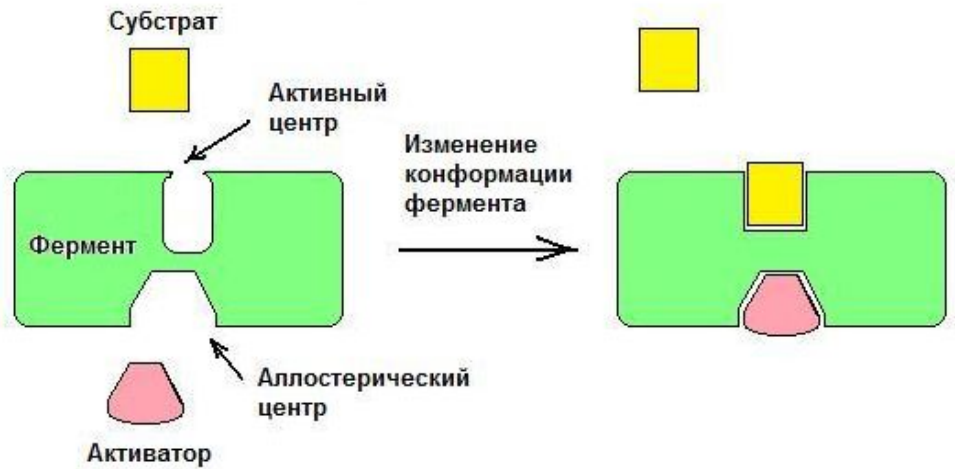 Субстрат
Активный
центр
Изменение
конформации
фермента
Фермент
Аллостерический
центр
Активатор